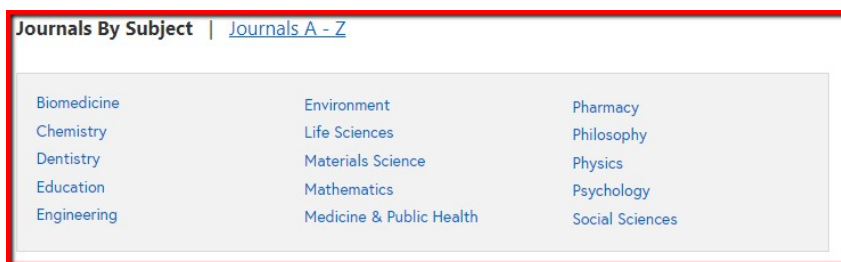 Journals By Subject | Journals A - Z
Biomedicine
Chemistry
Dentistry
Education
Engineering
Environment
Life Sciences
Materials Science
Mathematics
Medicine & Public Health
Pharmacy
Philosophy
Physics
Psychology
Social Sciences